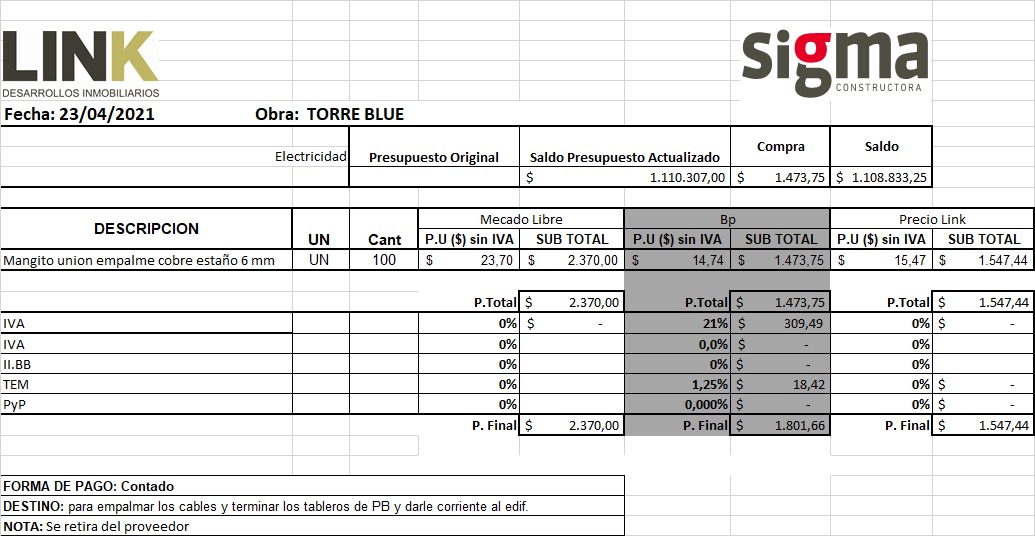 LINK
DESARROLLOS INMOBILIARIOS
sigma
CONSTRUCTORA
Fecha: 23/04/2021 Obra: TORRE BLUE
Electricidad Presupuesto Original Saldo Presupuesto Actualizado Compra Saldo
$ 1.110.307,00 $ 1.473,75 $ 1.108.833,25
DESCRIPCION UN Cant Mecado Libre Bp Precio Link
P.U ($) sin IVA SUB TOTAL P.U ($) sin IVA SUB TOTAL P.U ($) sin IVA SUB TOTAL
Mangito union empalme cobre estaño 6 mm UN 100 $ 23,70 $ 2.370,00 $ 14,74 $ 1.473,75 $ 15,47 $ 1.547,44
P.Total $ 2.370,00 P.Total $ 1.473,75 P.Total $ 1.547,44
IVA 0% $ - 21% $ 309,49 0% $ -
IVA 0% 0,0% $ - 0%
II.BB 0% 0% $ - 0%
TEM 0% 1,25% $ 18,42 0% $ -
PyP 0% 0,000% $ - 0% $ -
P. Final $ 2.370,00 P. Final $ 1.801,66 P. Final $ 1.547,44
FORMA DE PAGO: Contado
DESTINO: para empalmar los cables y terminar los tableros de PB y darle corriente al edif.
NOTA: Se retira del proveedor